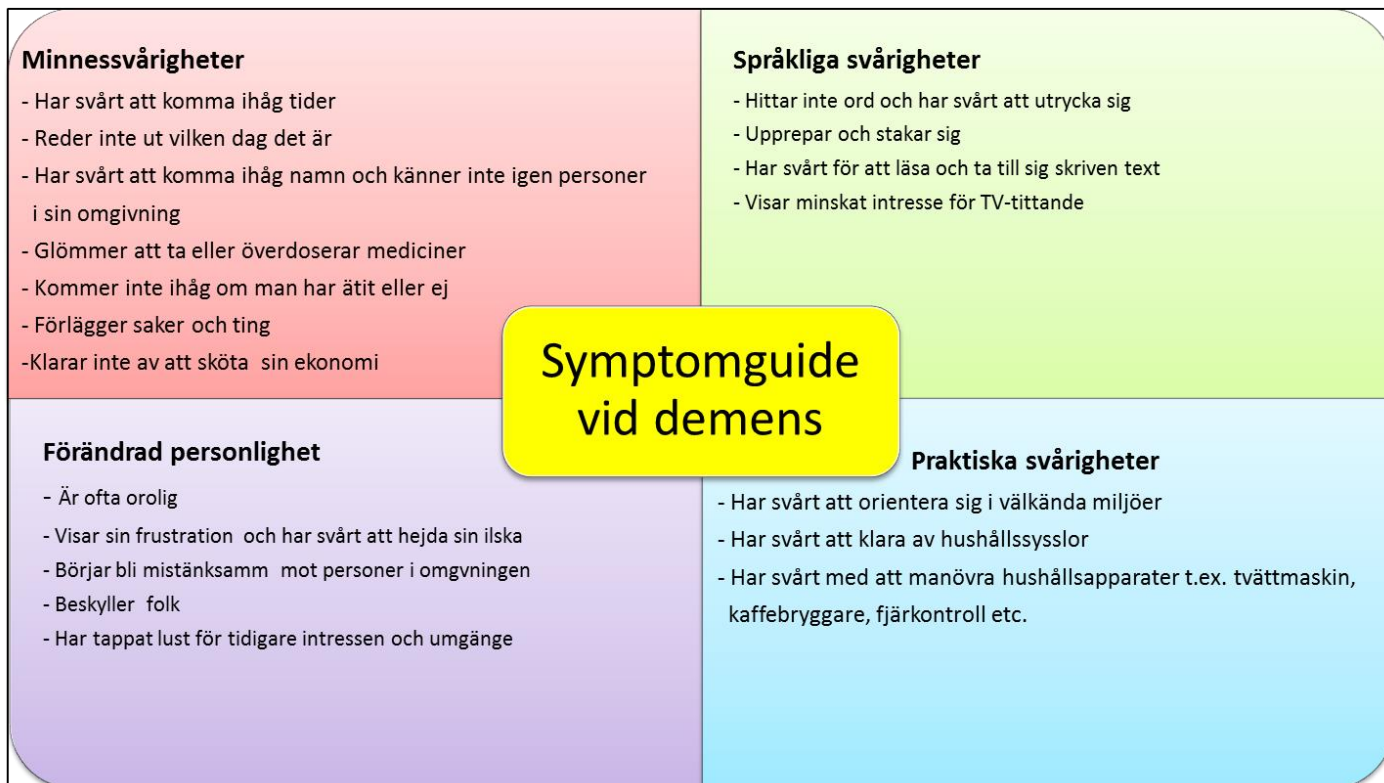 Minnessvårigheter
- Har svårt att komma ihåg tider
- Reder inte ut vilken dag det är
- Har svårt att komma ihåg namn och känner inte igen personer
i sin omgivning
- Glömmer att ta eller överdoserar mediciner
- Kommer inte ihåg om man har ätit eller ej
- Förlägger saker och ting
-Klarar inte av att sköta sin ekonomi
Språkliga svårigheter
- Hittar inte ord och har svårt att utrycka sig
- Upprepar och stakar sig
- Har svårt för att läsa och ta till sig skriven text
- Visar minskat intresse för TV-tittande
Symptomguide
vid demens
Förändrad personlighet
- Är ofta orolig
- Visar sin frustration och har svårt att hejda sin ilska
- Börjar bli mistänksamm mot personer i omgvningen
- Beskyller folk
- Har tappat lust för tidigare intressen och umgänge
Praktiska svårigheter
- Har svårt att orientera sig i välkända miljöer
- Har svårt att klara av hushållssysslor
- Har svårt med att manövra hushållsapparater t.ex. tvättmaskin,
kaffebryggare, fjärkontroll etc.